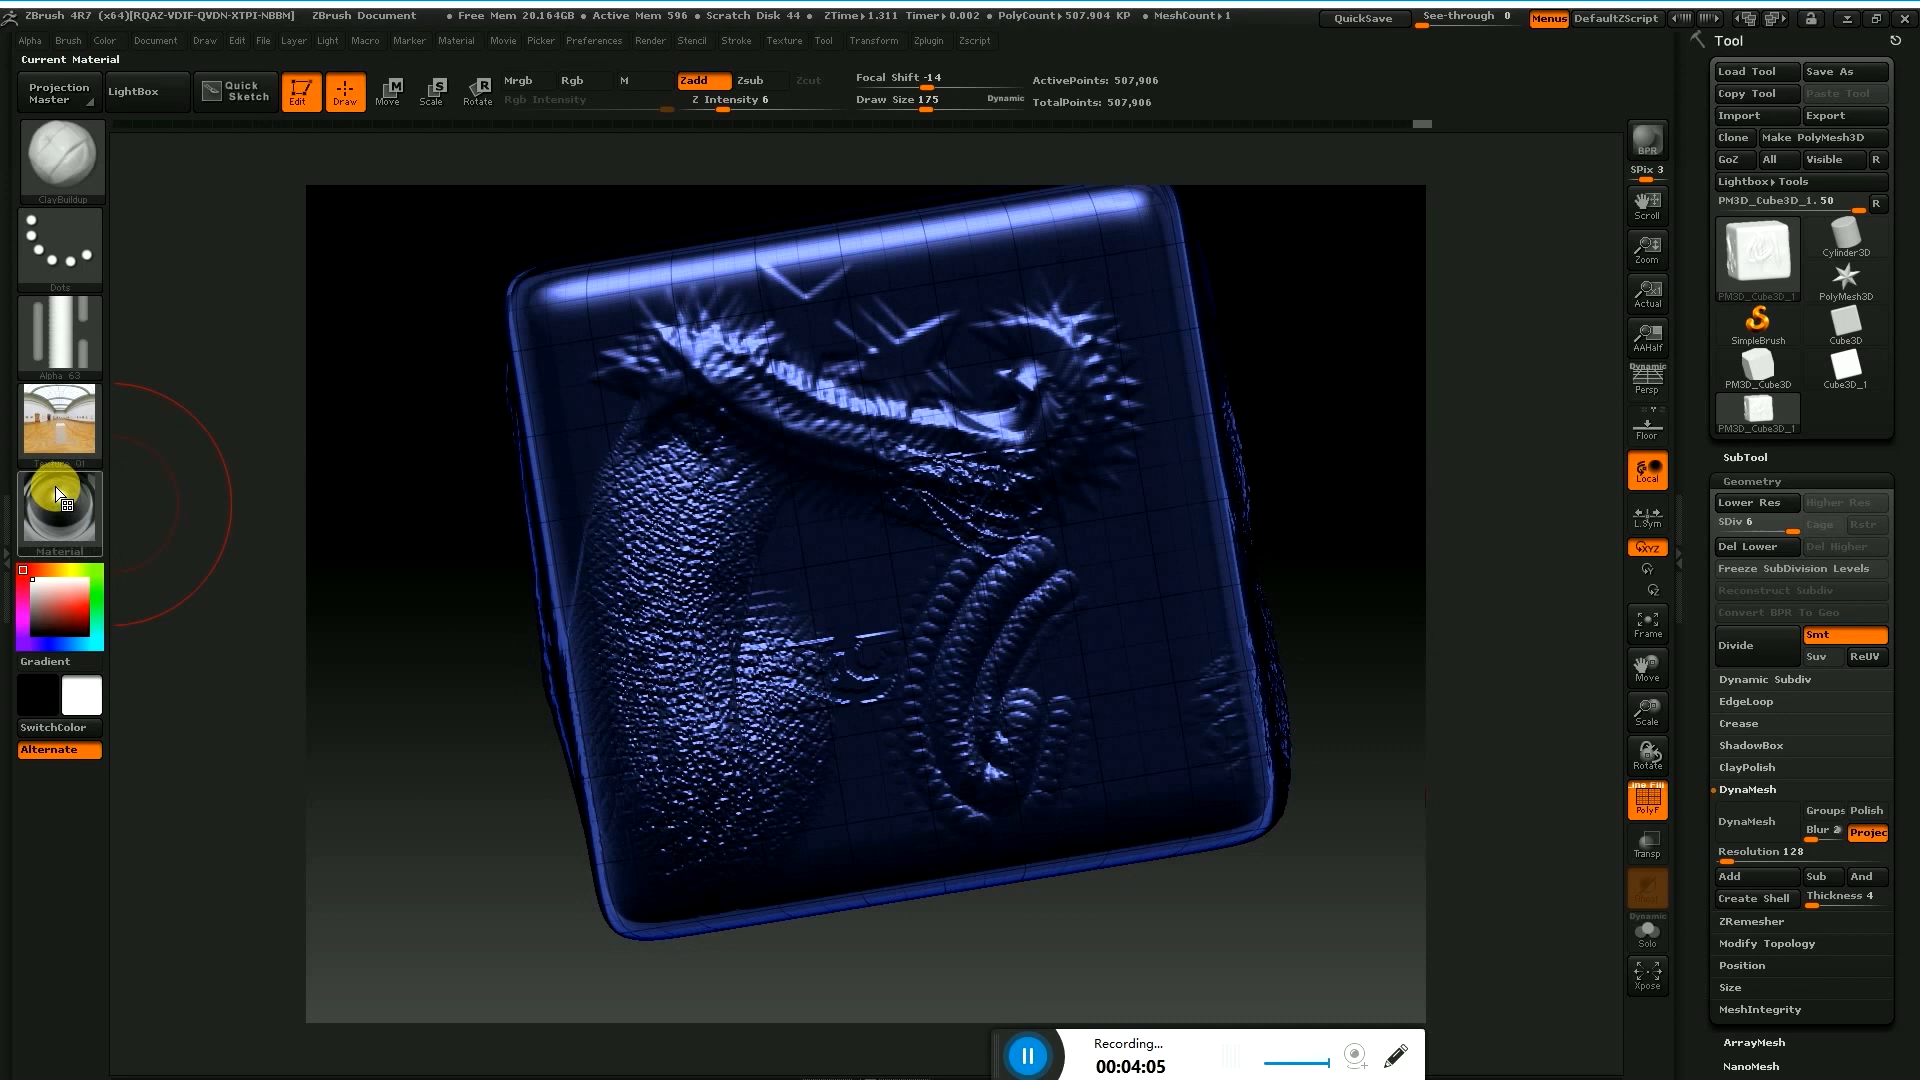 ZBrush 4R7 (x64)[RQAZ-VDIF-QVDN-XTPI-NBBM] ZBrush Document • Free Mem 20.164GB • Active Mem 596 • Scratch Disk 44 • ZTime▸1.311 Timer▸0.002 • PolyCount▸507.904 KP • MeshCount▸1 QuickSave See-through 0 Menus DefaultZScript
Alpha Brush Color Document Draw Edit File Layer Light Macro Marker Material Movie Picker Preferences Render Stencil Stroke Texture Tool Transform Zplugin Zscript
Current Material
Projection Master
LightBox
Quick Sketch
Edit
Draw
Move
Scale
Rotate
Mrgb Rgb M
Rgb Intensity
Zadd Zsub Zcut
Z Intensity 6
Focal Shift -14
Draw Size 175 Dynamic
ActivePoints: 507,906
TotalPoints: 507,906
ClayBuildup
Dots
Alpha 63
Texture 01
Material
Gradient
SwitchColor
Alternate
BPR
SPix 3
Scroll
Zoom
Actual
AAHalf
Dynamic
Persp
Floor
Local
L.Sym
XYZ
Frame
Move
Scale
Rotate
Line Fill
PolyF
Transp
Dynamic
Solo
Xpose
Tool
Load Tool Save As
Copy Tool Paste Tool
Import Export
Clone Make PolyMesh3D
GoZ All Visible R
Lightbox▸Tools
PM3D_Cube3D_1. 50 R
PM3D_Cube3D_1
Cylinder3D
PolyMesh3D
SimpleBrush
Cube3D
PM3D_Cube3D
Cube3D_1
PM3D_Cube3D_1
SubTool
Geometry
Lower Res Higher Res
SDiv 6 Cage Rstr
Del Lower Del Higher
Freeze SubDivision Levels
Reconstruct Subdiv
Convert BPR To Geo
Divide Smt
Suv ReUV
Dynamic Subdiv
EdgeLoop
Crease
ShadowBox
ClayPolish
DynaMesh
DynaMesh Groups Polish
Blur 2 Projec
Resolution 128
Add Sub And
Create Shell Thickness 4
ZRemesher
Modify Topology
Position
Size
MeshIntegrity
ArrayMesh
NanoMesh
Recording...
00:04:05